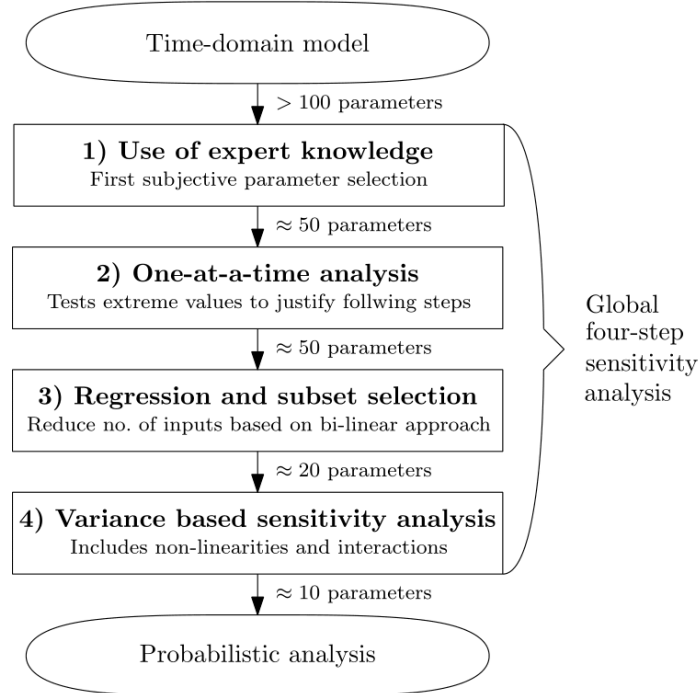 Time-domain model
> 100 parameters
1) Use of expert knowledge
First subjective parameter selection
≈ 50 parameters
2) One-at-a-time analysis
Tests extreme values to justify follwing steps
≈ 50 parameters
3) Regression and subset selection
Reduce no. of inputs based on bi-linear approach
≈ 20 parameters
4) Variance based sensitivity analysis
Includes non-linearities and interactions
≈ 10 parameters
Probabilistic analysis
Global
four-step
sensitivity
analysis